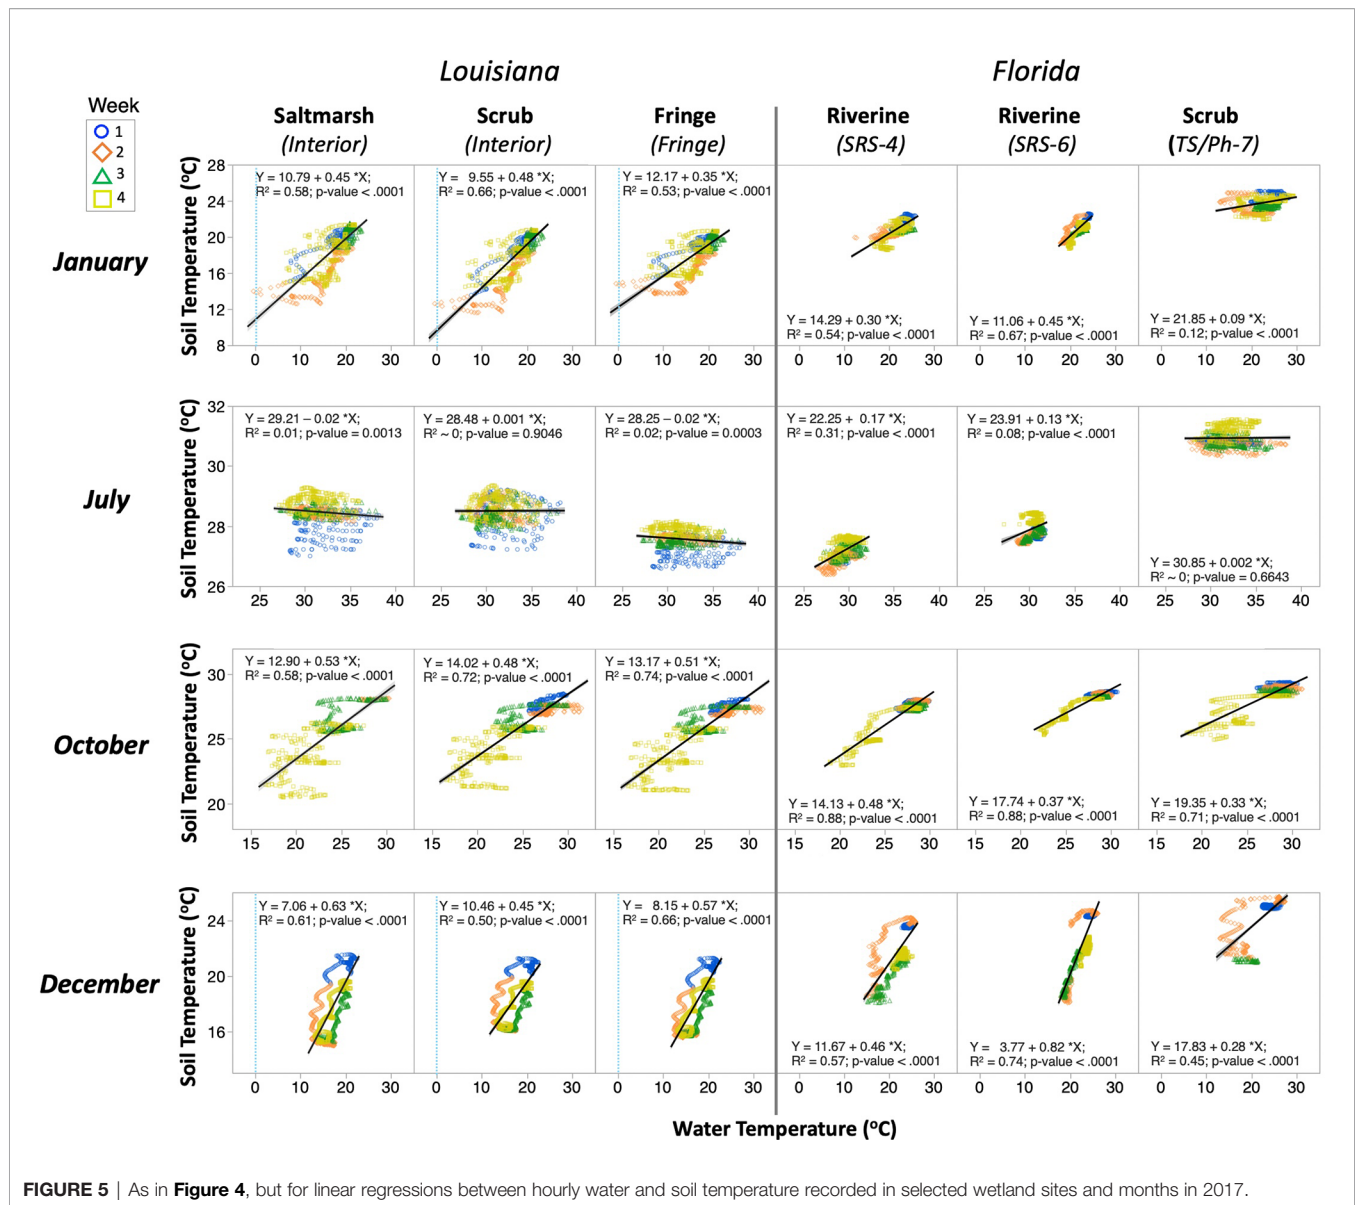 Louisiana Florida
Week
1
2
3
4
Saltmarsh Scrub Fringe Riverine Riverine Scrub
(Interior) (Interior) (Fringe) (SRS-4) (SRS-6) (TS/Ph-7)
January
Soil Temperature (ºC)
28
24
20
16
12
8
Y = 10.79 + 0.45 *X;
R² = 0.58; p-value < .0001
Y = 9.55 + 0.48 *X;
R² = 0.66; p-value < .0001
Y = 12.17 + 0.35 *X;
R² = 0.53; p-value < .0001
Y = 14.29 + 0.30 *X;
R² = 0.54; p-value < .0001
Y = 11.06 + 0.45 *X;
R² = 0.67; p-value < .0001
Y = 21.85 + 0.09 *X;
R² = 0.12; p-value < .0001
0 10 20 30 0 10 20 30 0 10 20 30 0 10 20 30 0 10 20 30 0 10 20 30
July
Soil Temperature (ºC)
32
30
28
26
Y = 29.21 − 0.02 *X;
R² = 0.01; p-value = 0.0013
Y = 28.48 + 0.001 *X;
R² ~ 0; p-value = 0.9046
Y = 28.25 − 0.02 *X;
R² = 0.02; p-value = 0.0003
Y = 22.25 + 0.17 *X;
R² = 0.31; p-value < .0001
Y = 23.91 + 0.13 *X;
R² = 0.08; p-value < .0001
Y = 30.85 + 0.002 *X;
R² ~ 0; p-value = 0.6643
25 30 35 40 25 30 35 40 25 30 35 40 25 30 35 40 25 30 35 40 25 30 35 40
October
Soil Temperature (ºC)
30
25
20
Y = 12.90 + 0.53 *X;
R² = 0.58; p-value < .0001
Y = 14.02 + 0.48 *X;
R² = 0.72; p-value < .0001
Y = 13.17 + 0.51 *X;
R² = 0.74; p-value < .0001
Y = 14.13 + 0.48 *X;
R² = 0.88; p-value < .0001
Y = 17.74 + 0.37 *X;
R² = 0.88; p-value < .0001
Y = 19.35 + 0.33 *X;
R² = 0.71; p-value < .0001
15 20 25 30 15 20 25 30 15 20 25 30 15 20 25 30 15 20 25 30 15 20 25 30
December
Soil Temperature (ºC)
24
20
16
Y = 7.06 + 0.63 *X;
R² = 0.61; p-value < .0001
Y = 10.46 + 0.45 *X;
R² = 0.50; p-value < .0001
Y = 8.15 + 0.57 *X;
R² = 0.66; p-value < .0001
Y = 11.67 + 0.46 *X;
R² = 0.57; p-value < .0001
Y = 3.77 + 0.82 *X;
R² = 0.74; p-value < .0001
Y = 17.83 + 0.28 *X;
R² = 0.45; p-value < .0001
0 10 20 30 0 10 20 30 0 10 20 30 0 10 20 30 0 10 20 30 0 10 20 30
Water Temperature (ºC)
FIGURE 5 | As in Figure 4, but for linear regressions between hourly water and soil temperature recorded in selected wetland sites and months in 2017.